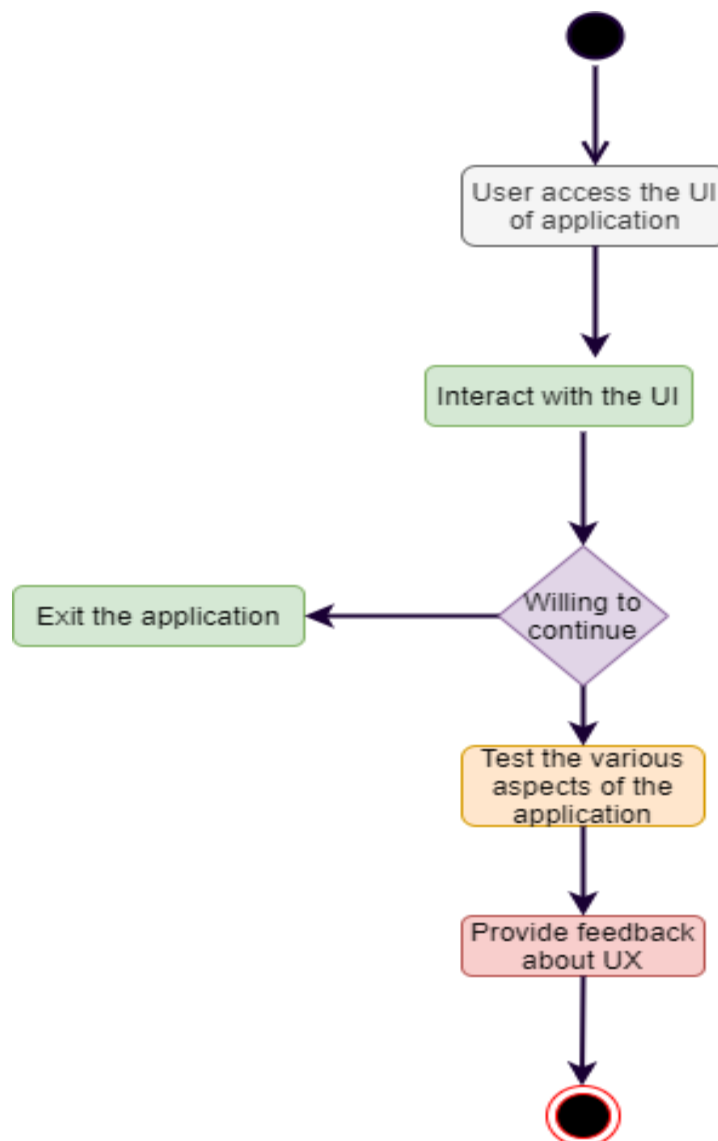 User access the UI
of application
Interact with the UI
Willing to
continue
Exit the application
Test the various
aspects of the
application
Provide feedback
about UX